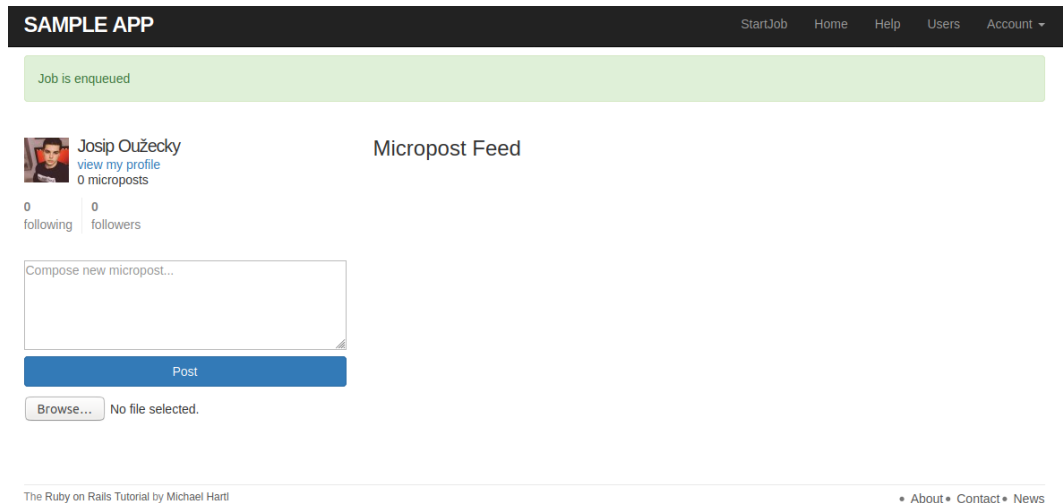 SAMPLE APP
StartJob Home Help Users Account
Job is enqueued
Josip Oužecky
view my profile
0 microposts
0 0
following followers
Micropost Feed
Compose new micropost...
Post
Browse... No file selected.
The Ruby on Rails Tutorial by Michael Hartl
• About • Contact • News